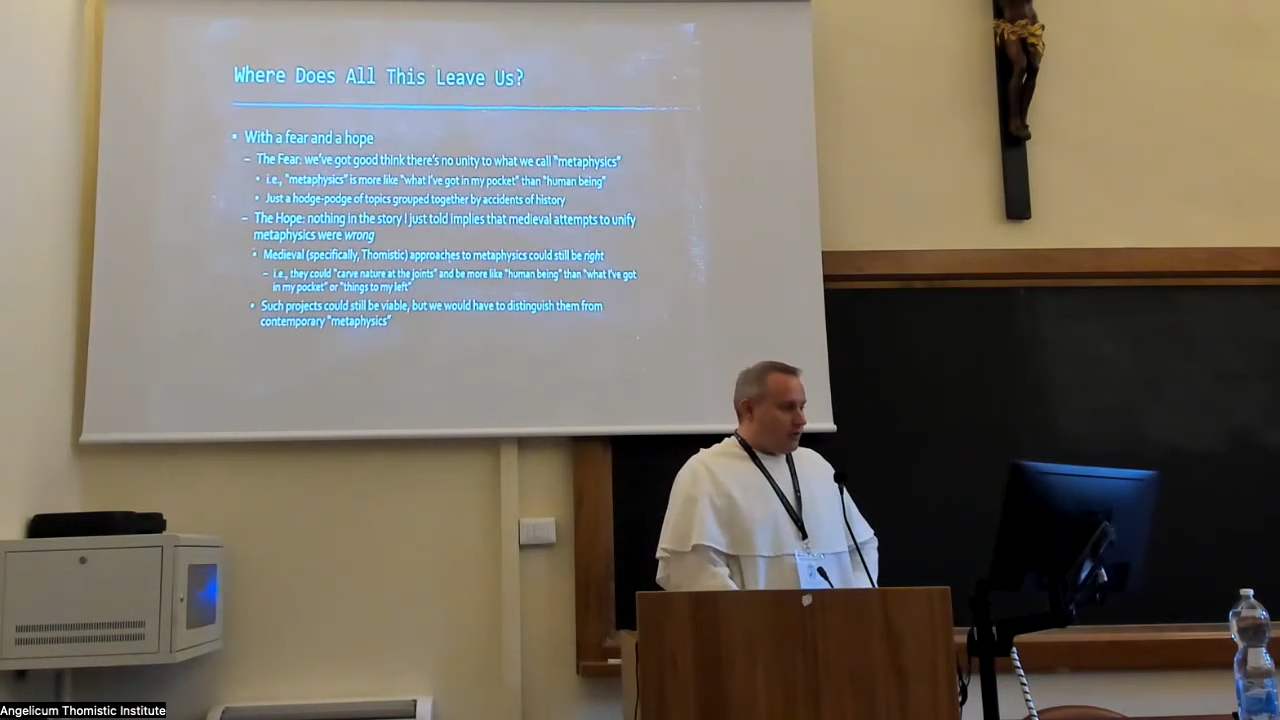 Where Does All This Leave Us?
▪ With a fear and a hope
– The Fear: we've got good think there's no unity to what we call "metaphysics"
▪ i.e., "metaphysics" is more like "what I've got in my pocket" than "human being"
▪ Just a hodge-podge of topics grouped together by accidents of history
– The Hope: nothing in the story I just told implies that medieval attempts to unify
metaphysics were wrong
▪ Medieval (specifically, Thomistic) approaches to metaphysics could still be right
– i.e., they could "carve nature at the joints" and be more like "human being" than "what I've got
in my pocket" or "things to my left"
▪ Such projects could still be viable, but we would have to distinguish them from
contemporary "metaphysics"
Angelicum Thomistic Institute